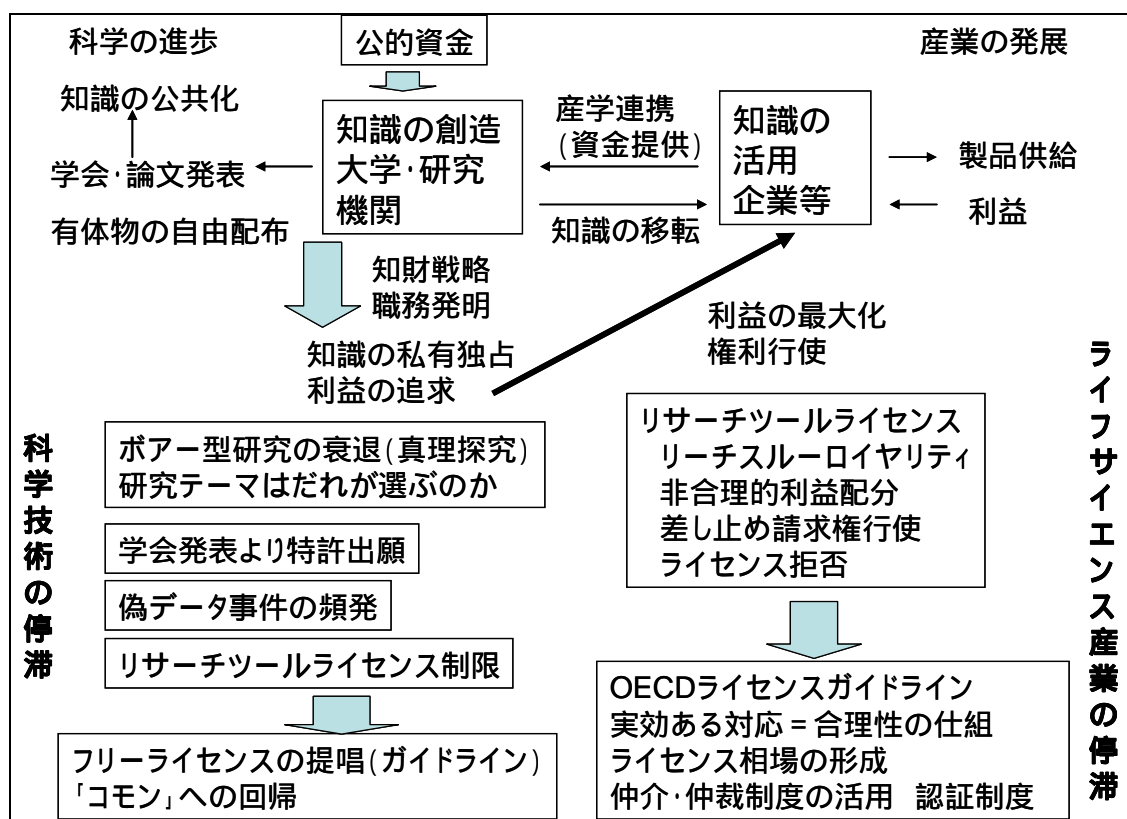 科学の進歩
公的資金
産業の発展
知識の公共化
学会・論文発表
有体物の自由配布
知識の創造
大学・研究
機関
産学連携
(資金提供)
知識の移転
知識の
活用
企業等
製品供給
利益
知財戦略
職務発明
知識の私有独占
利益の追求
利益の最大化
権利行使
科学技術の停滞
ボアー型研究の衰退(真理探究)
研究テーマはだれが選ぶのか
学会発表より特許出願
偽データ事件の頻発
リサーチツールライセンス制限
フリーライセンスの提唱(ガイドライン)
「コモン」への回帰
リサーチツールライセンス
リーチスルーロイヤリティ
非合理的利益配分
差し止め請求権行使
ライセンス拒否
OECDライセンスガイドライン
実効ある対応=合理性の仕組
ライセンス相場の形成
仲介・仲裁制度の活用 認証制度
ライフサイエンス産業の停滞